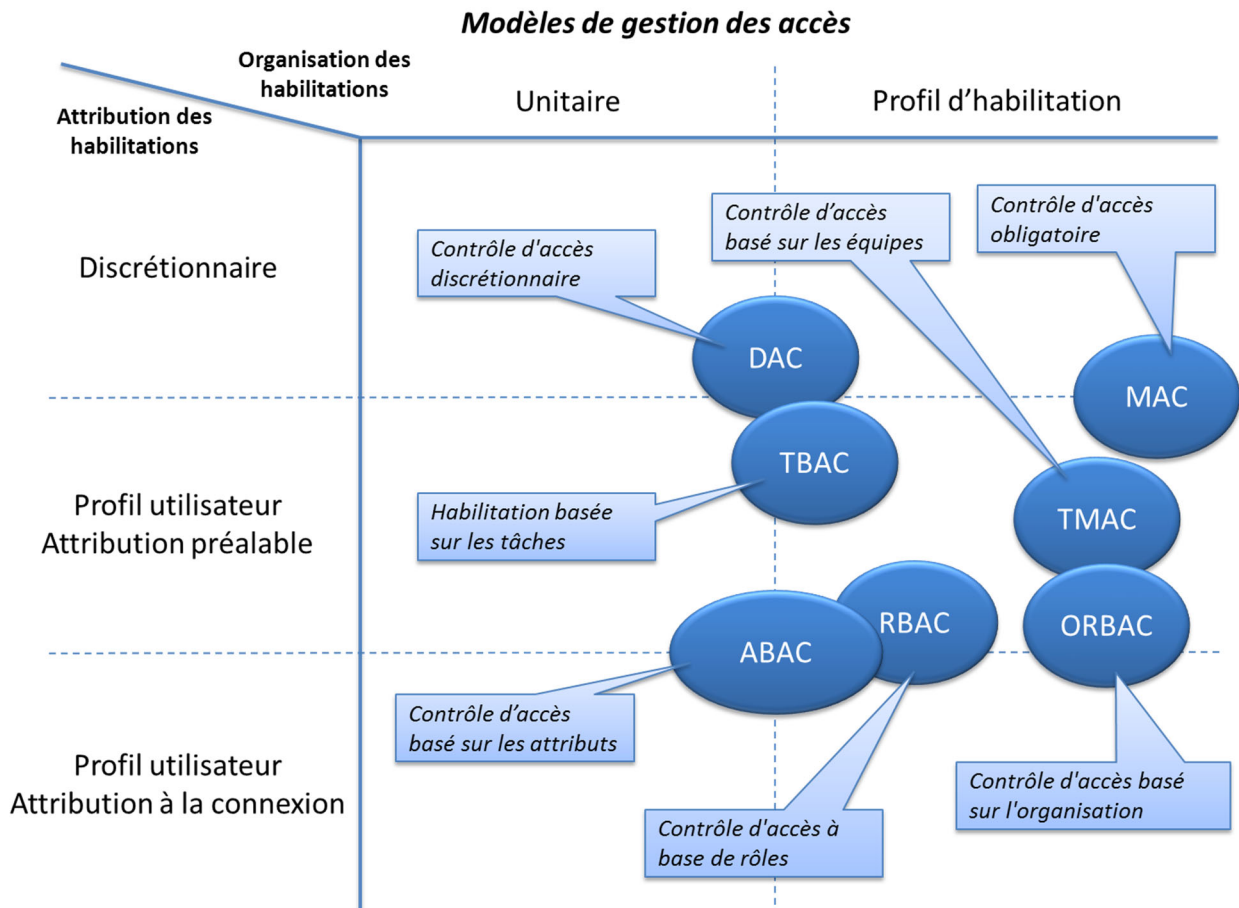 Modèles de gestion des accès
Organisation des
habilitations
Attribution des
habilitations
Unitaire
Profil d’habilitation
Discrétionnaire
Contrôle d'accès
discrétionnaire
Contrôle d’accès
basé sur les équipes
Contrôle d'accès
obligatoire
DAC
MAC
TBAC
Profil utilisateur
Attribution préalable
Habilitation basée
sur les tâches
TMAC
ABAC
RBAC
ORBAC
Contrôle d’accès
basé sur les attributs
Profil utilisateur
Attribution à la connexion
Contrôle d'accès à
base de rôles
Contrôle d'accès basé
sur l'organisation